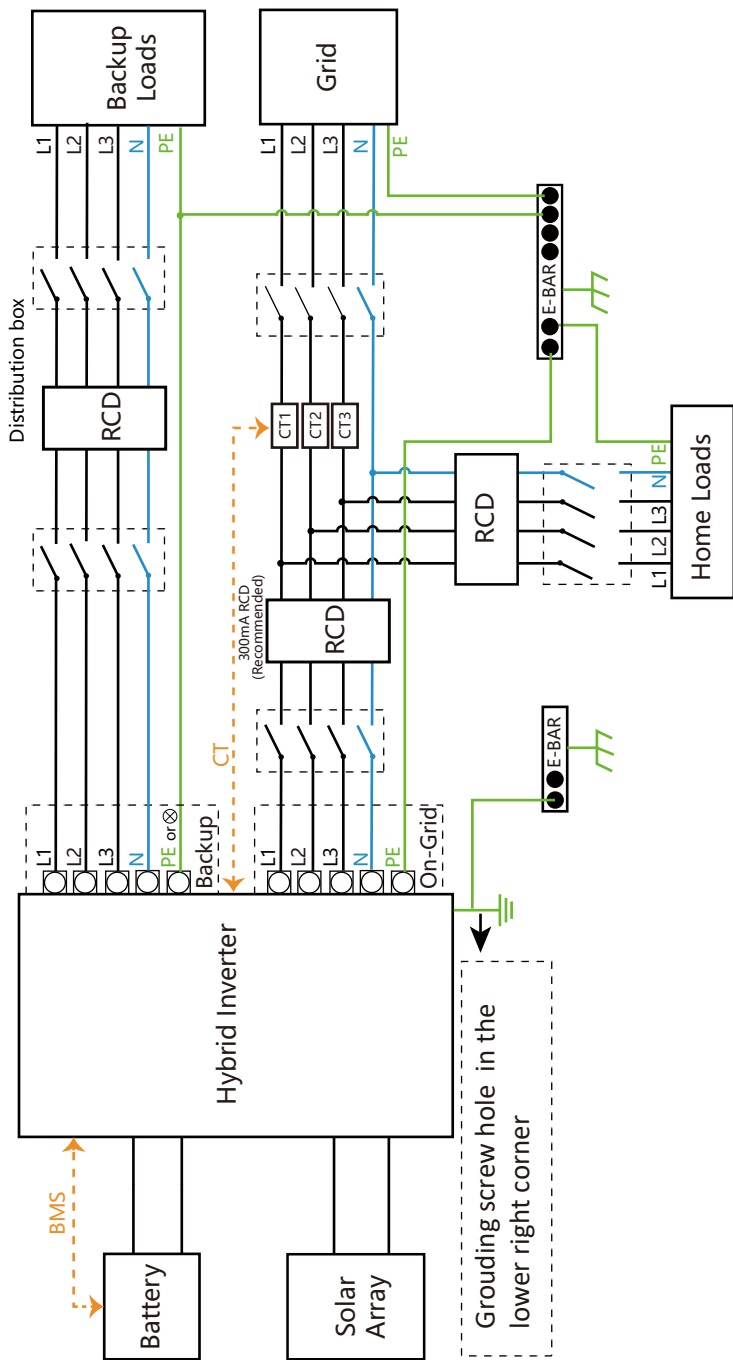 BMS
Battery
Solar
Array
Hybrid Inverter
L1
L2
L3
N
PE or
Backup
CT
L1
L2
L3
N
PE
On-Grid
Grouding screw hole in the
lower right corner
Distribution box
RCD
L1
L2
L3
N
PE
Backup
Loads
300mA RCD
(Recommended)
RCD
CT1
CT2
CT3
L1
L2
L3
N
PE
Grid
RCD
L1
L2
L3
N
PE
Home Loads
E-BAR
E-BAR